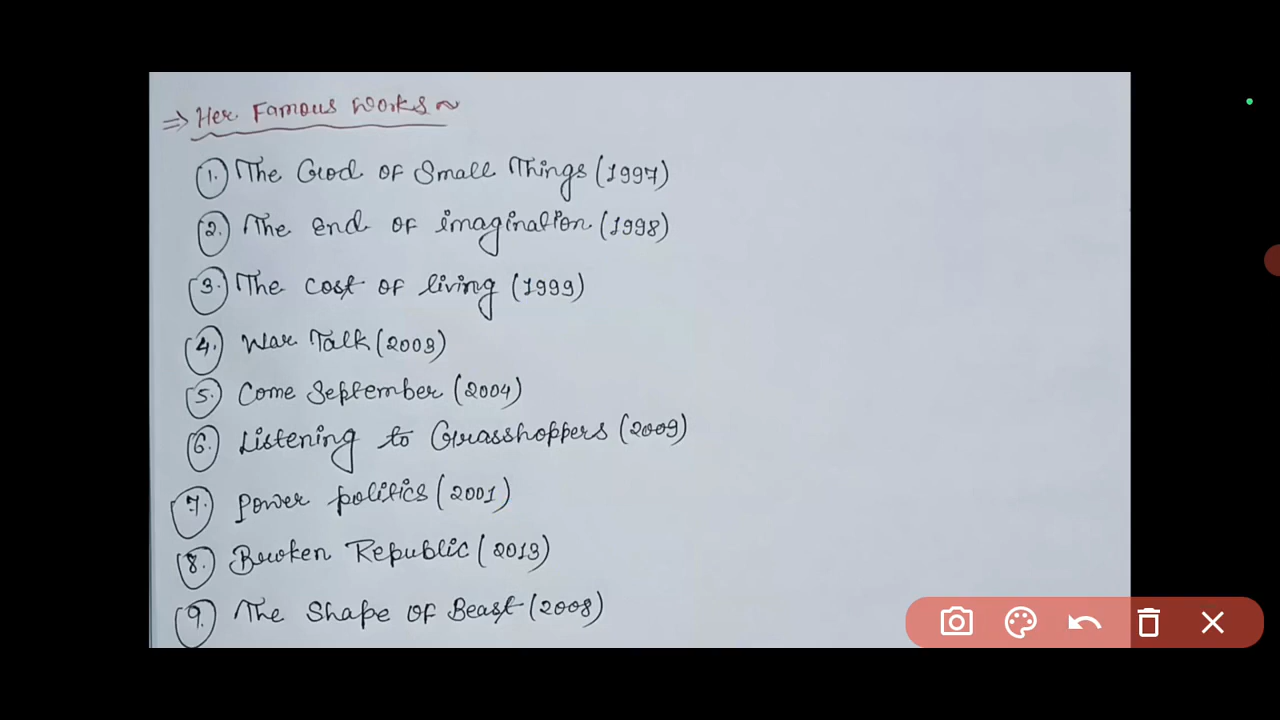 ⇒ Her Famous Works ~
1. The God of Small Things (1997)
2. The end of imagination (1998)
3. The cost of living (1999)
4. War Talk (2003)
5. Come September (2004)
6. Listening to Grasshoppers (2009)
7. Power politics (2001)
8. Broken Republic (2013)
9. The Shape of Beast (2008)